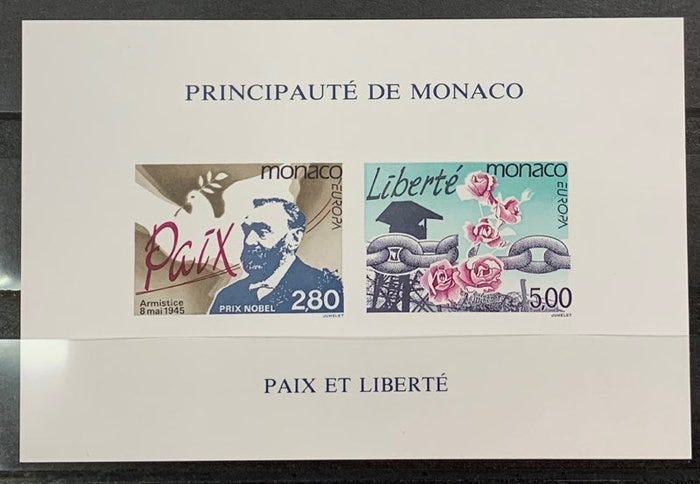 PRINCIPAUTÉ DE MONACO
monaco
EUROPA
Paix
Armistice
8 mai 1945
PRIX NOBEL
2,80
JUMELET
Liberté
monaco
EUROPA
5,00
JUMELET
PAIX ET LIBERTÉ